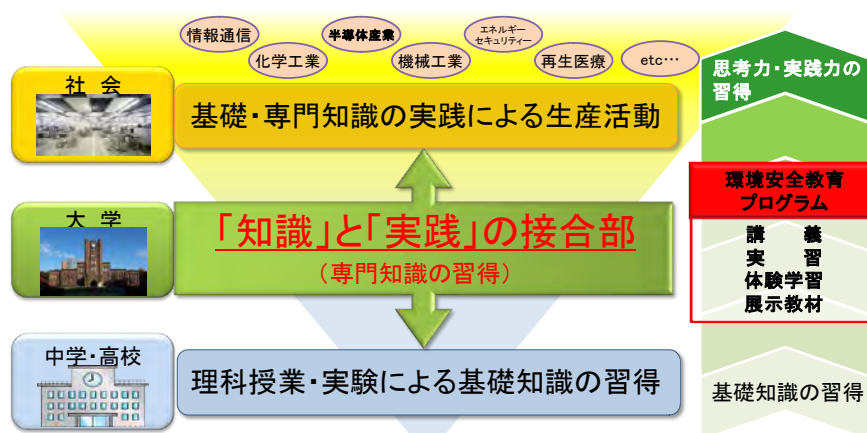 情報通信
化学工業
半導体産業
機械工業
エネルギー
セキュリティー
再生医療
etc…
社 会
基礎・専門知識の実践による生産活動
大 学
「知識」と「実践」の接合部
（専門知識の習得）
中学・高校
理科授業・実験による基礎知識の習得
思考力・実践力の
習得
環境安全教育
プログラム
講 義
実 習
体験学習
展示教材
基礎知識の習得